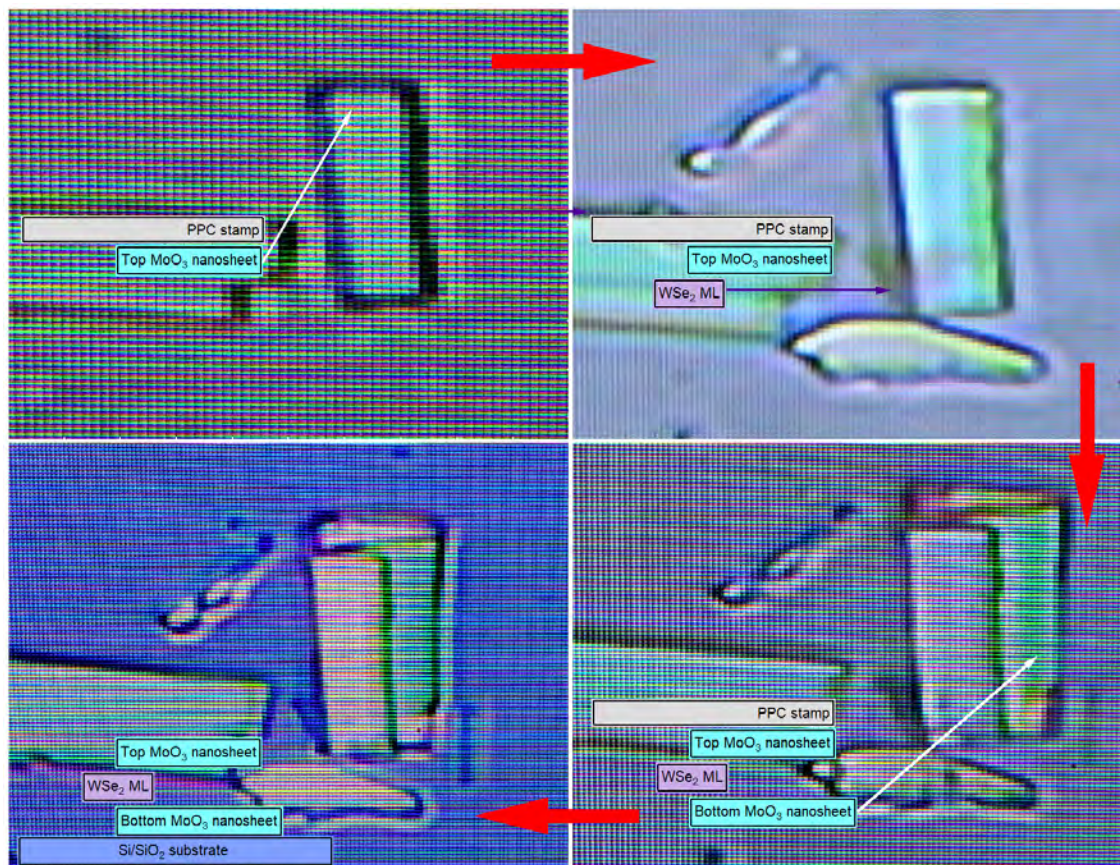 PPC stamp
Top MoO₃ nanosheet
PPC stamp
Top MoO₃ nanosheet
WSe₂ ML
Top MoO₃ nanosheet
WSe₂ ML
Bottom MoO₃ nanosheet
Si/SiO₂ substrate
PPC stamp
Top MoO₃ nanosheet
WSe₂ ML
Bottom MoO₃ nanosheet